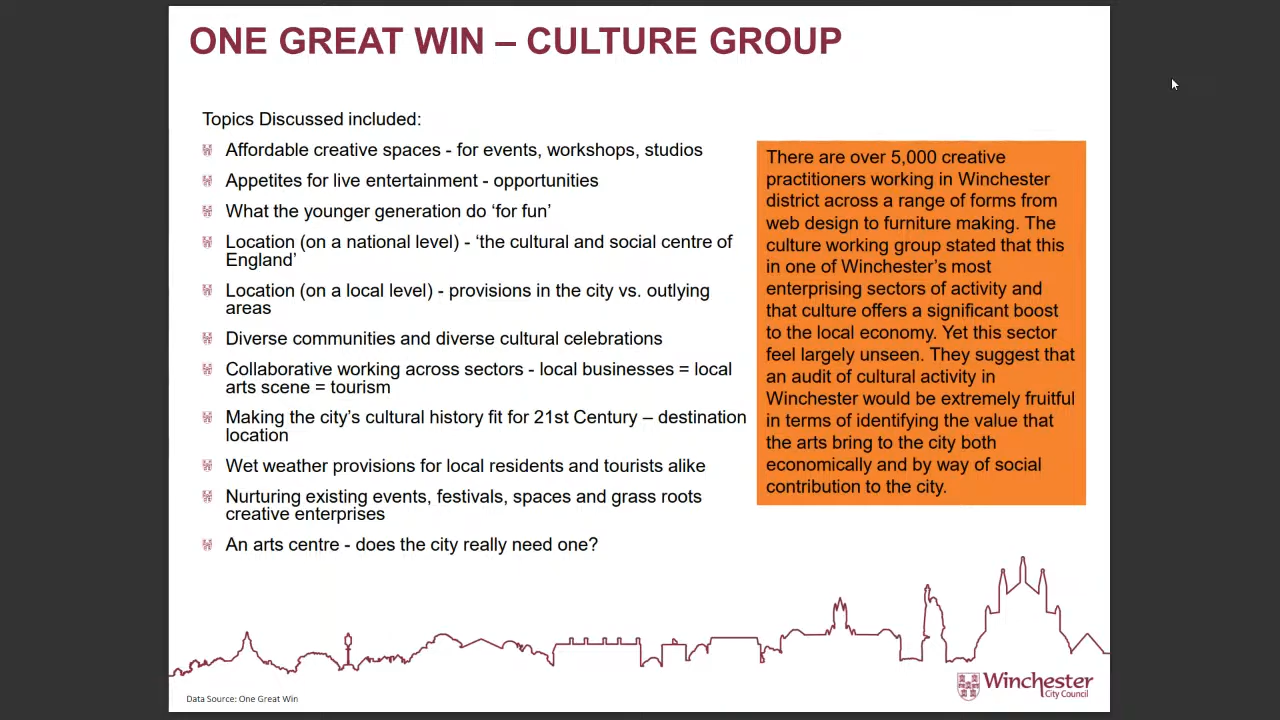 ONE GREAT WIN – CULTURE GROUP
Topics Discussed included:
Affordable creative spaces - for events, workshops, studios
Appetites for live entertainment - opportunities
What the younger generation do ‘for fun’
Location (on a national level) - ‘the cultural and social centre of
England’
Location (on a local level) - provisions in the city vs. outlying
areas
Diverse communities and diverse cultural celebrations
Collaborative working across sectors - local businesses = local
arts scene = tourism
Making the city’s cultural history fit for 21st Century – destination
location
Wet weather provisions for local residents and tourists alike
Nurturing existing events, festivals, spaces and grass roots
creative enterprises
An arts centre - does the city really need one?
There are over 5,000 creative
practitioners working in Winchester
district across a range of forms from
web design to furniture making. The
culture working group stated that this
in one of Winchester’s most
enterprising sectors of activity and
that culture offers a significant boost
to the local economy. Yet this sector
feel largely unseen. They suggest that
an audit of cultural activity in
Winchester would be extremely fruitful
in terms of identifying the value that
the arts bring to the city both
economically and by way of social
contribution to the city.
Data Source: One Great Win
Winchester
City Council